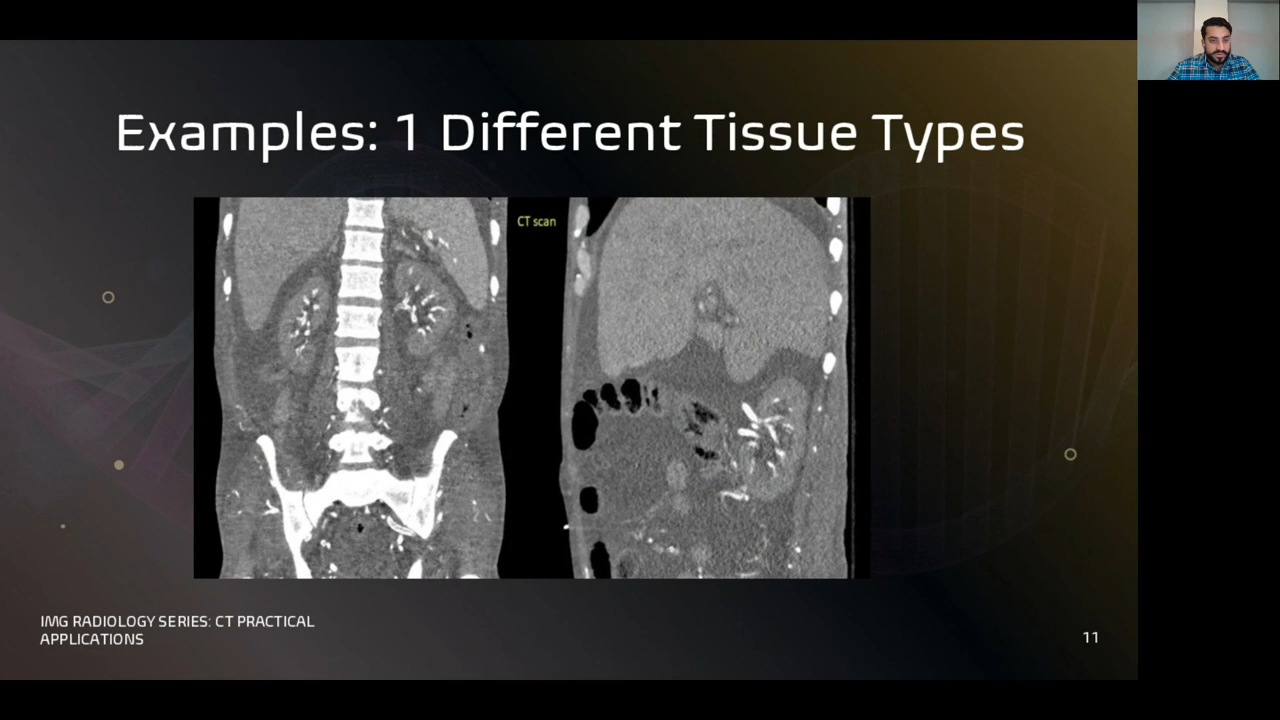 Examples: 1 Different Tissue Types
CT scan
IMG RADIOLOGY SERIES: CT PRACTICAL
APPLICATIONS
11